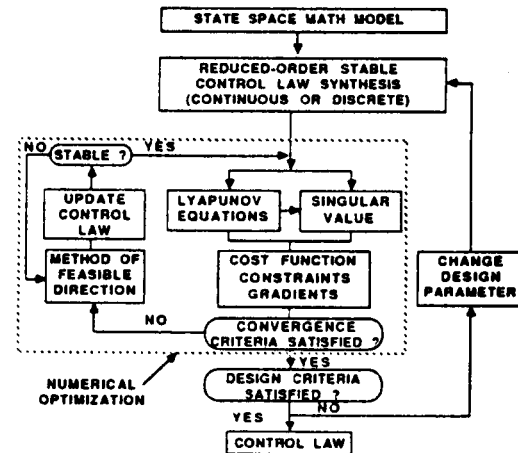 STATE SPACE MATH MODEL
REDUCED-ORDER STABLE
CONTROL LAW SYNTHESIS
(CONTINUOUS OR DISCRETE)
NO
STABLE ?
YES
UPDATE
CONTROL
LAW
LYAPUNOV
EQUATIONS
SINGULAR
VALUE
METHOD OF
FEASIBLE
DIRECTION
COST FUNCTION
CONSTRAINTS
GRADIENTS
CHANGE
DESIGN
PARAMETER
NO
CONVERGENCE
CRITERIA SATISFIED ?
YES
NUMERICAL
OPTIMIZATION
DESIGN CRITERIA
SATISFIED ?
YES
NO
CONTROL LAW